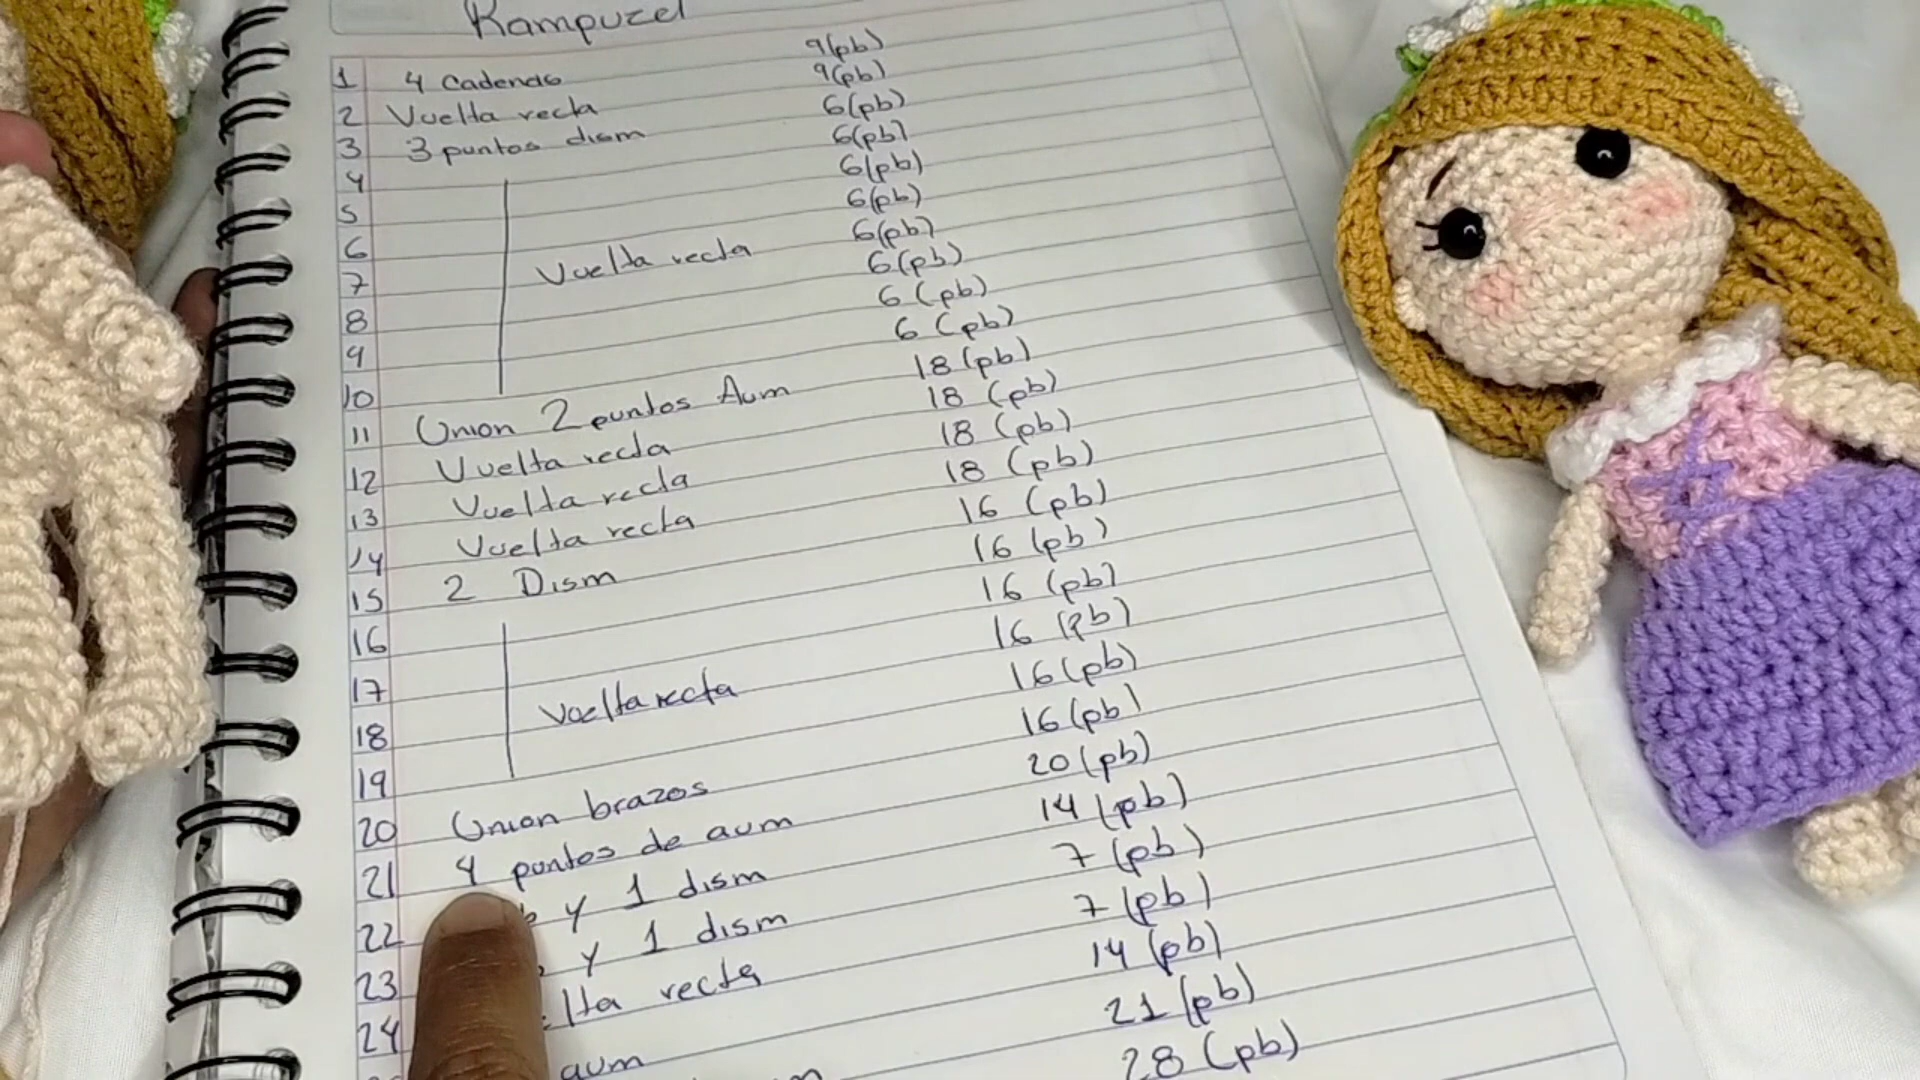 Rampuzel
1 4 Cadenas 9(pb)
2 Vuelta recta 9(pb)
3 3 puntos dism 6(pb)
4 6(pb)
5 6(pb)
6 6(pb)
7 Vuelta recta 6(pb)
8 6(pb)
9 6(pb)
10 6(pb)
11 Union 2 puntos Aum 18(pb)
12 Vuelta recta 18(pb)
13 Vuelta recta 18(pb)
14 Vuelta recta 18(pb)
15 2 Dism 16(pb)
16 16(pb)
17 16(pb)
18 Vuelta recta 16(pb)
19 16(pb)
20 Union brazos 16(pb)
21 4 puntos de aum 20(pb)
22 y 1 dism 14(pb)
23 y 1 dism 7(pb)
24 recta 7(pb)
aum 14(pb)
21(pb)
28(pb)